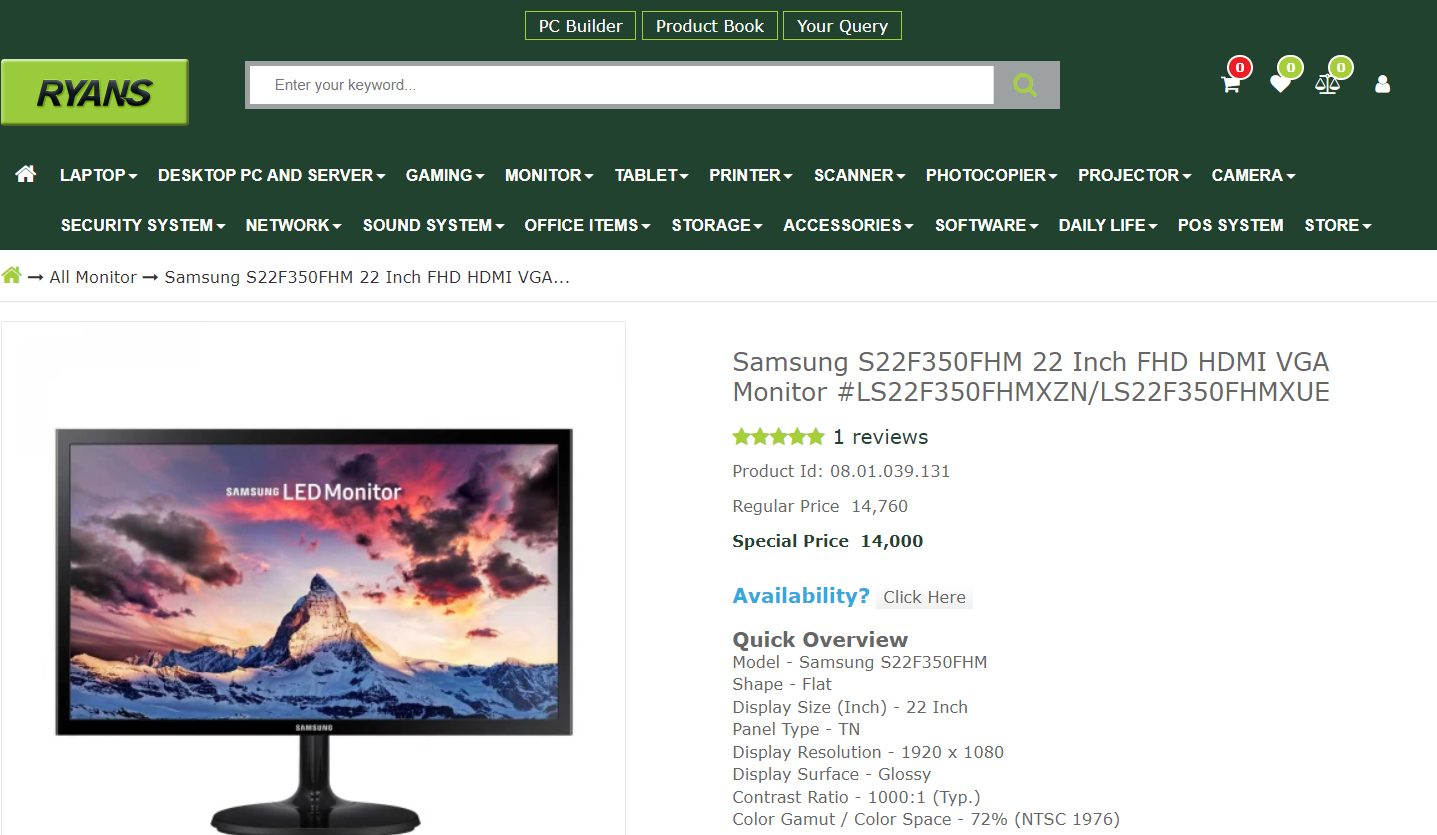 PC Builder Product Book Your Query
RYANS
Enter your keyword...
0 0 0
LAPTOP DESKTOP PC AND SERVER GAMING MONITOR TABLET PRINTER SCANNER PHOTOCOPIER PROJECTOR CAMERA
SECURITY SYSTEM NETWORK SOUND SYSTEM OFFICE ITEMS STORAGE ACCESSORIES SOFTWARE DAILY LIFE POS SYSTEM STORE
All Monitor Samsung S22F350FHM 22 Inch FHD HDMI VGA...
SAMSUNG LED Monitor
SAMSUNG
Samsung S22F350FHM 22 Inch FHD HDMI VGA
Monitor #LS22F350FHMXZN/LS22F350FHMXUE
1 reviews
Product Id: 08.01.039.131
Regular Price 14,760
Special Price 14,000
Availability? Click Here
Quick Overview
Model - Samsung S22F350FHM
Shape - Flat
Display Size (Inch) - 22 Inch
Panel Type - TN
Display Resolution - 1920 x 1080
Display Surface - Glossy
Contrast Ratio - 1000:1 (Typ.)
Color Gamut / Color Space - 72% (NTSC 1976)